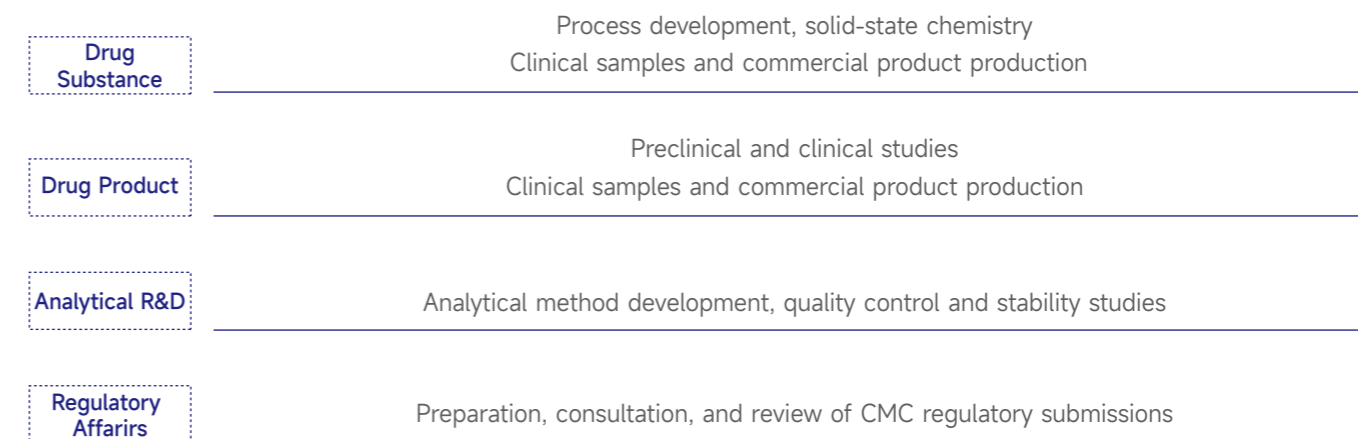 Process development, solid-state chemistry
Drug
Substance
Clinical samples and commercial product production
Preclinical and clinical studies
Drug Product
Clinical samples and commercial product production
Analytical R&D
Analytical method development, quality control and stability studies
Regulatory
Affarirs
Preparation, consultation, and review of CMC regulatory submissions